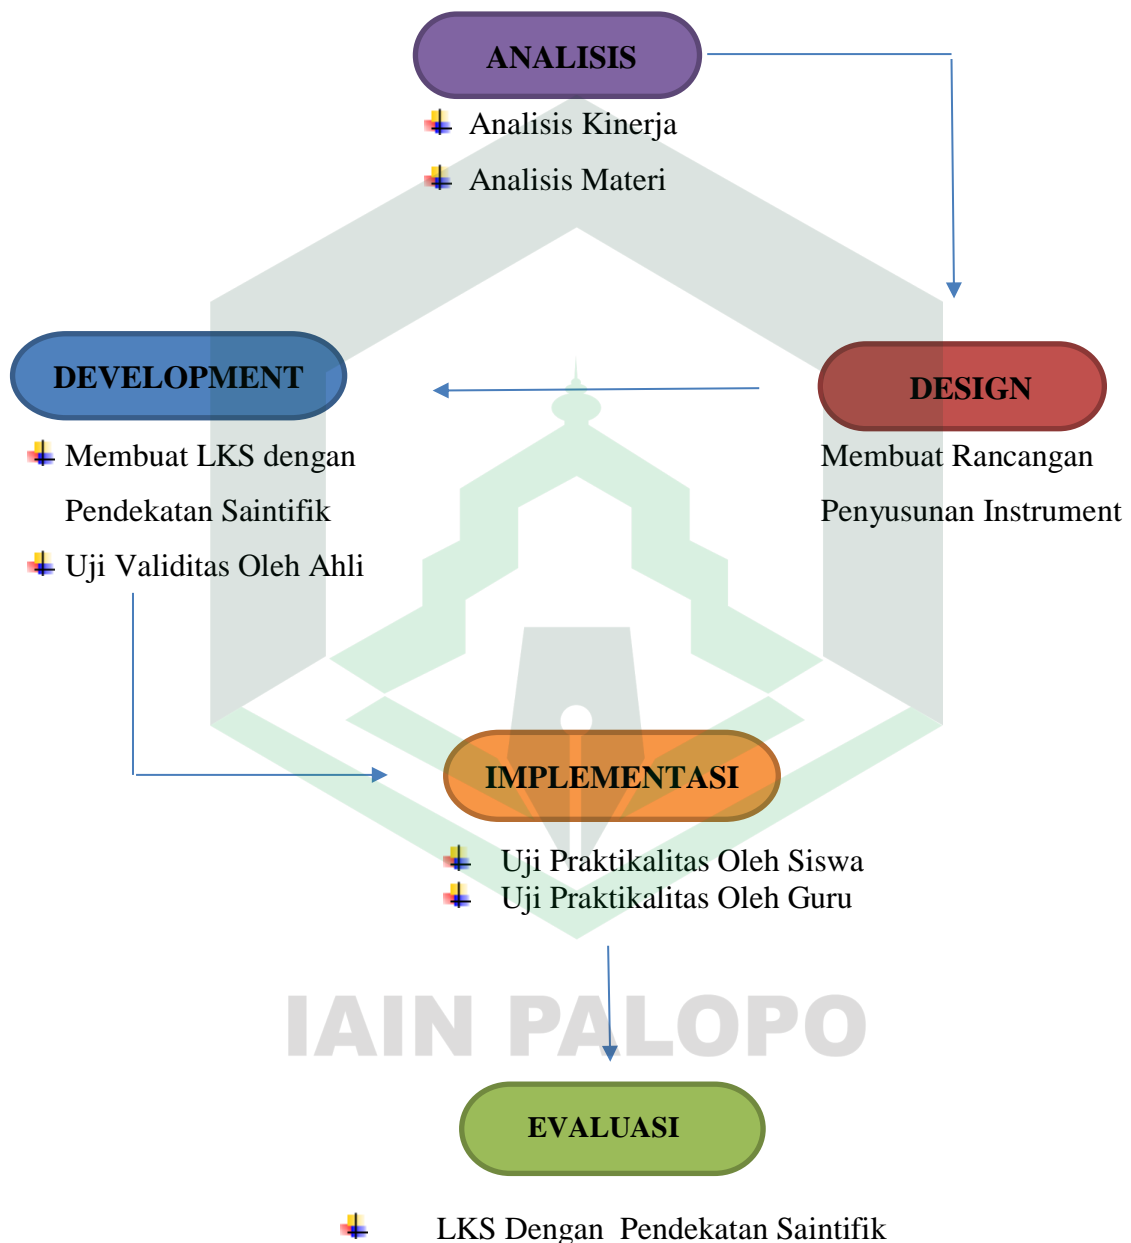 ANALISIS
Analisis Kinerja
Analisis Materi
DEVELOPMENT
Membuat LKS dengan
Pendekatan Saintifik
Uji Validitas Oleh Ahli
DESIGN
Membuat Rancangan
Penyusunan Instrument
IMPLEMENTASI
Uji Praktikalitas Oleh Siswa
Uji Praktikalitas Oleh Guru
IAIN PALOPO
EVALUASI
LKS Dengan Pendekatan Saintifik